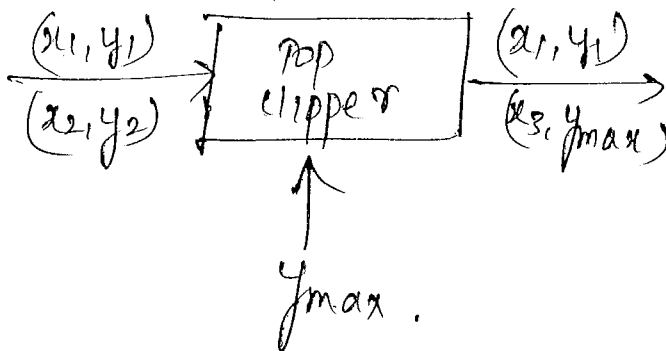 (x1, y1)
(x2, y2)
Top
clipper
(x1, y1)
(x3, ymax)
ymax.